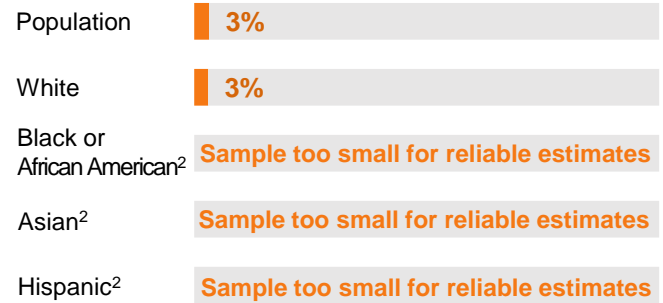 Population 3%
White 3%
Black or
African American² Sample too small for reliable estimates
Asian² Sample too small for reliable estimates
Hispanic² Sample too small for reliable estimates